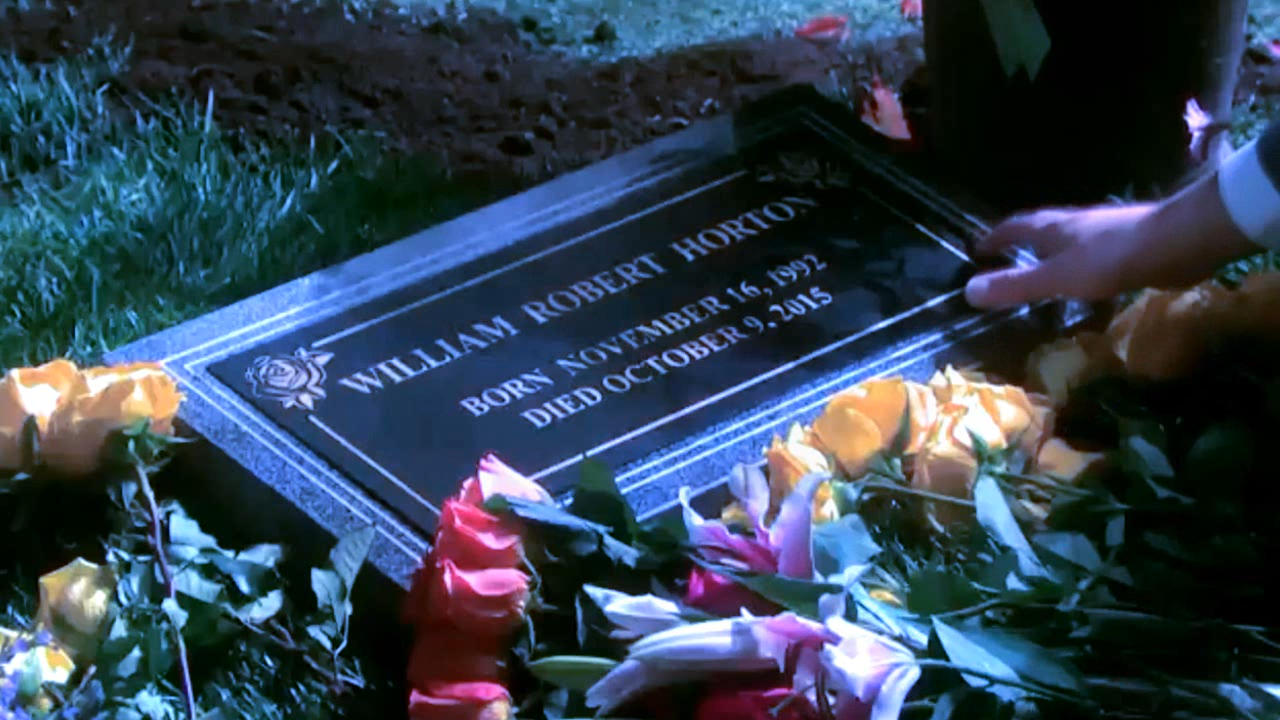 WILLIAM ROBERT HORTON
BORN NOVEMBER 16, 1992
DIED OCTOBER 9, 2015